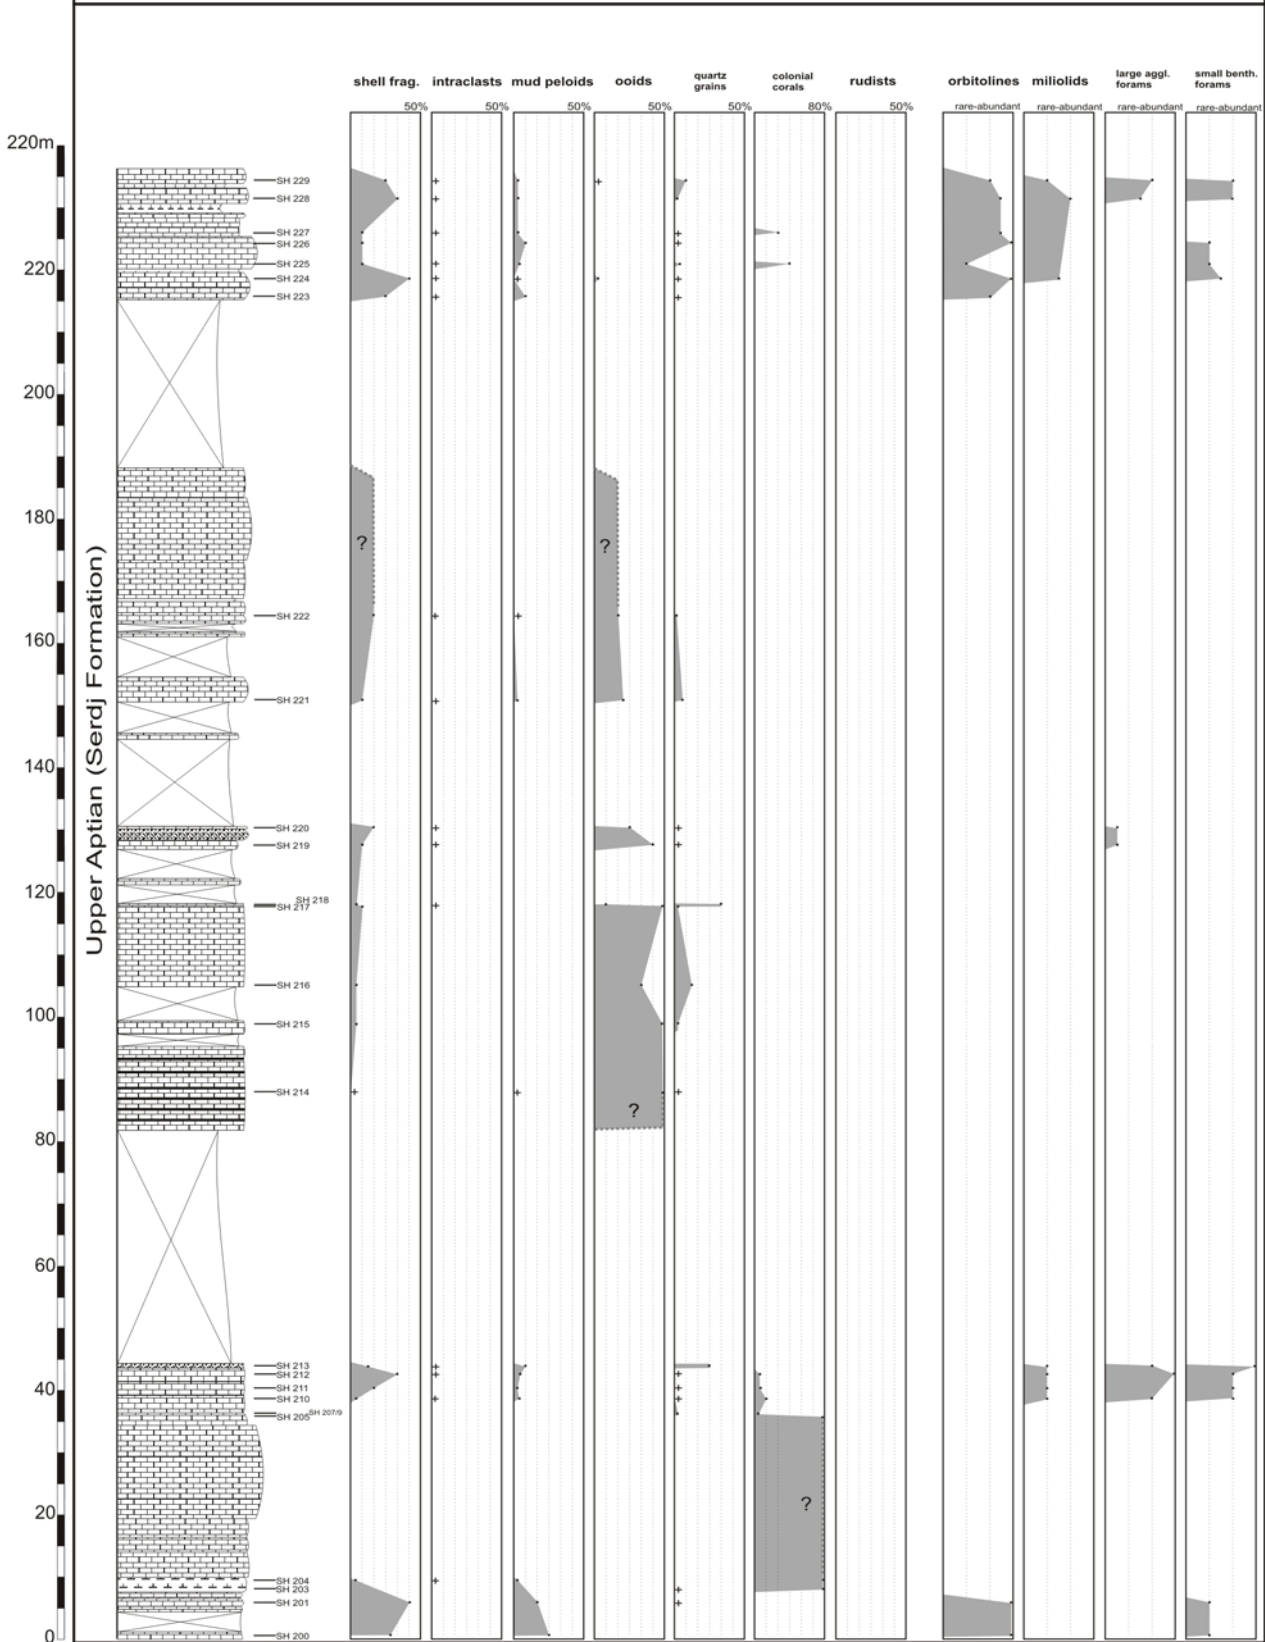 shell frag. intraclasts mud peloids ooids quartz grains colonial corals rudists orbitolines miliolids large aggl. forams small benth. forams
50% 50% 50% 50% 50% 80% 50% rare-abundant rare-abundant rare-abundant rare-abundant
220m
SH 229
SH 228
SH 227
SH 226
SH 225
220
SH 224
SH 223
200
180
?
?
SH 222
160
SH 221
140
SH 220
SH 219
120
SH 218
SH 217
SH 216
100
SH 215
SH 214
?
80
60
SH 213
SH 212
40
SH 211
SH 210
SH 207/9
SH 205
?
20
SH 204
SH 203
SH 201
SH 200
0
Upper Aptian (Serdj Formation)